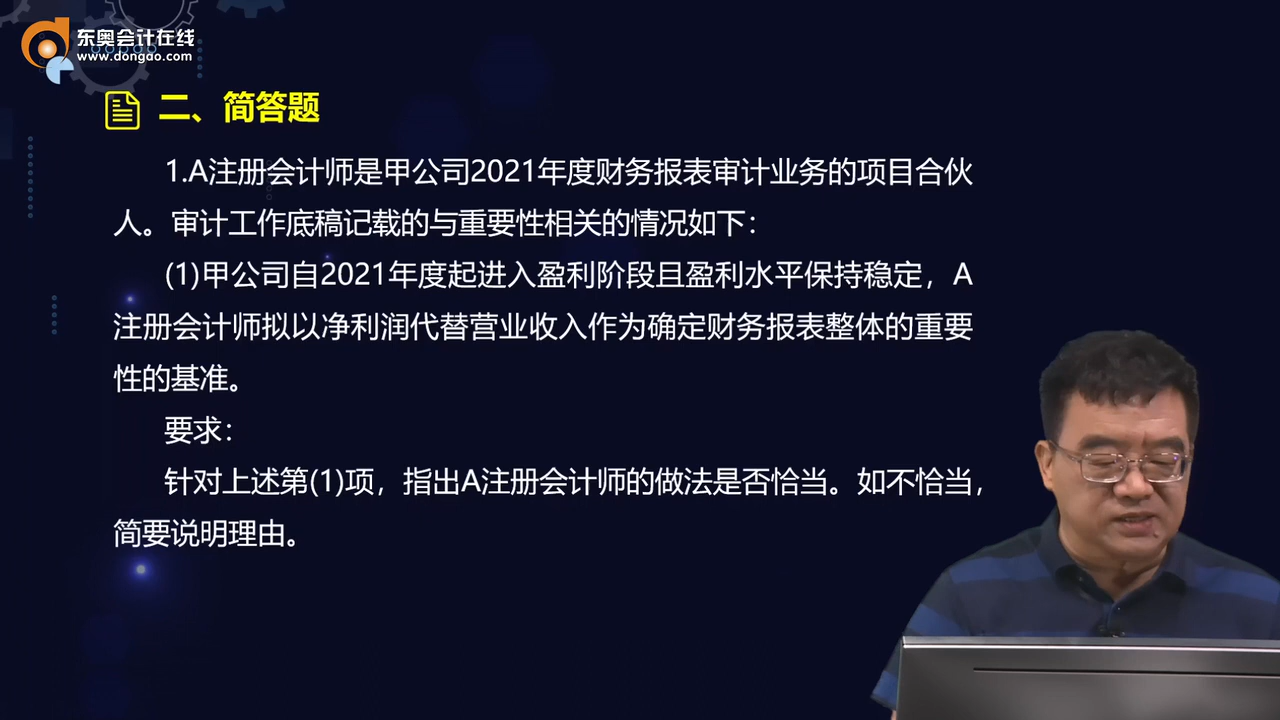 东奥会计在线
www.dongao.com
二、简答题
1.A注册会计师是甲公司2021年度财务报表审计业务的项目合伙
人。审计工作底稿记载的与重要性相关的情况如下：
(1)甲公司自2021年度起进入盈利阶段且盈利水平保持稳定，A
注册会计师拟以净利润代替营业收入作为确定财务报表整体的重要
性的基准。
要求：
针对上述第(1)项，指出A注册会计师的做法是否恰当。如不恰当，
简要说明理由。